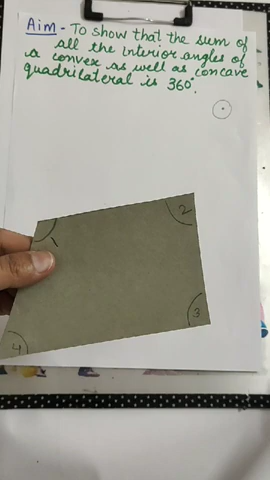 Aim - To show that the sum of
all the interior angles of
a convex as well as concave
quadrilateral is 360°.
1
2
3
4